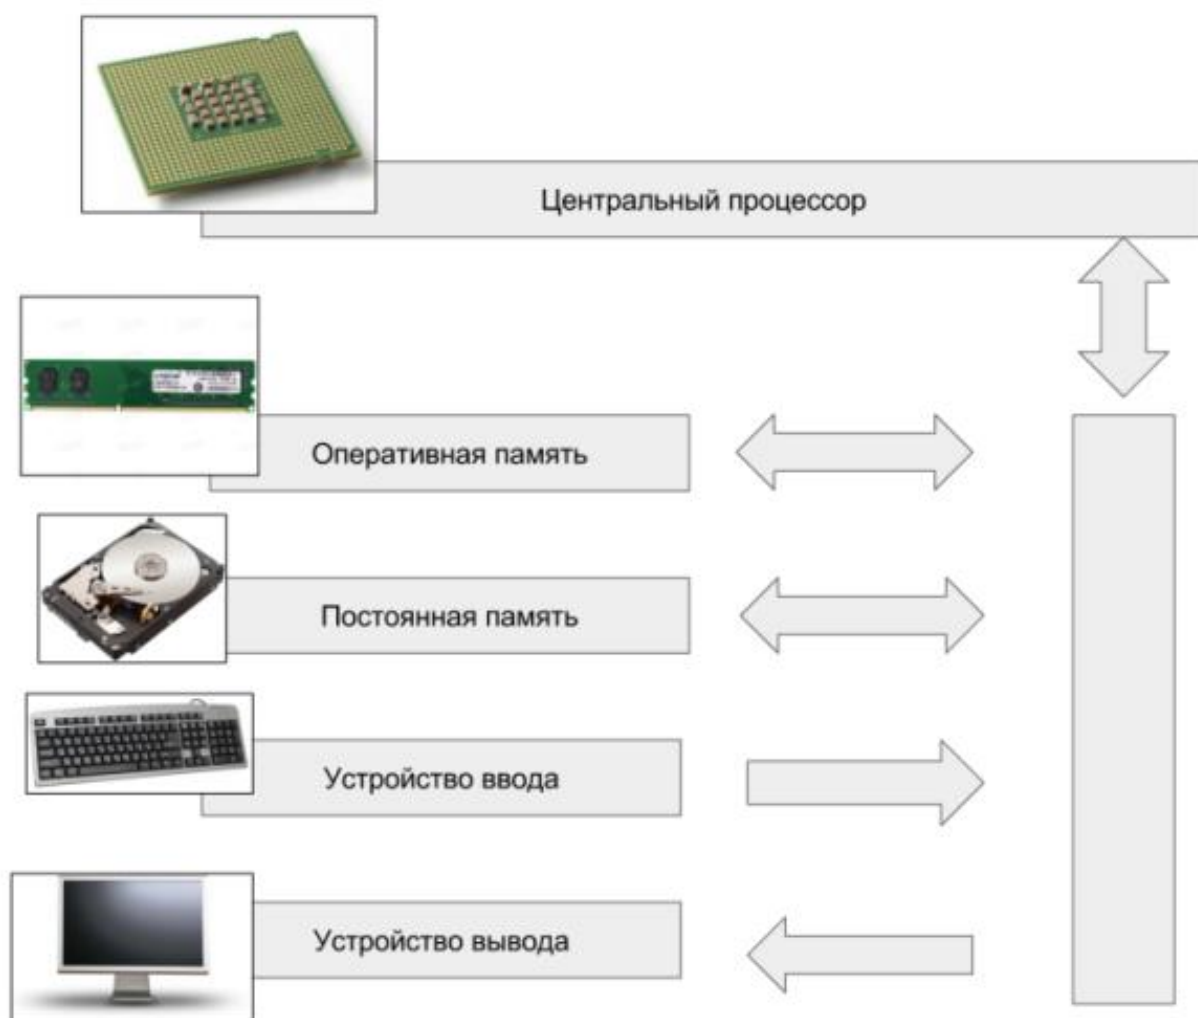 Центральный процессор
Оперативная память
Постоянная память
Устройство ввода
Устройство вывода